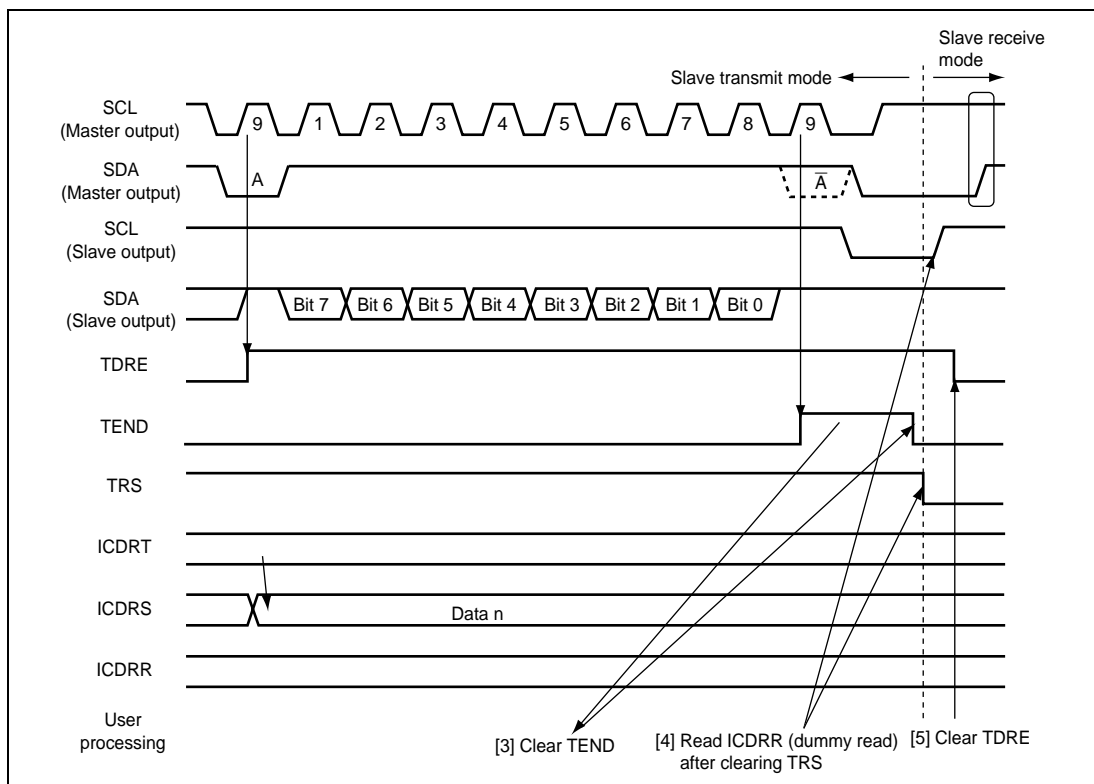 Slave receive
mode
Slave transmit mode
SCL
(Master output)
9 1 2 3 4 5 6 7 8 9
SDA
(Master output)
A A̅
SCL
(Slave output)
SDA
(Slave output)
Bit 7 Bit 6 Bit 5 Bit 4 Bit 3 Bit 2 Bit 1 Bit 0
TDRE
TEND
TRS
ICDRT
ICDRS
Data n
ICDRR
User
processing
[3] Clear TEND
[4] Read ICDRR (dummy read)
after clearing TRS
[5] Clear TDRE